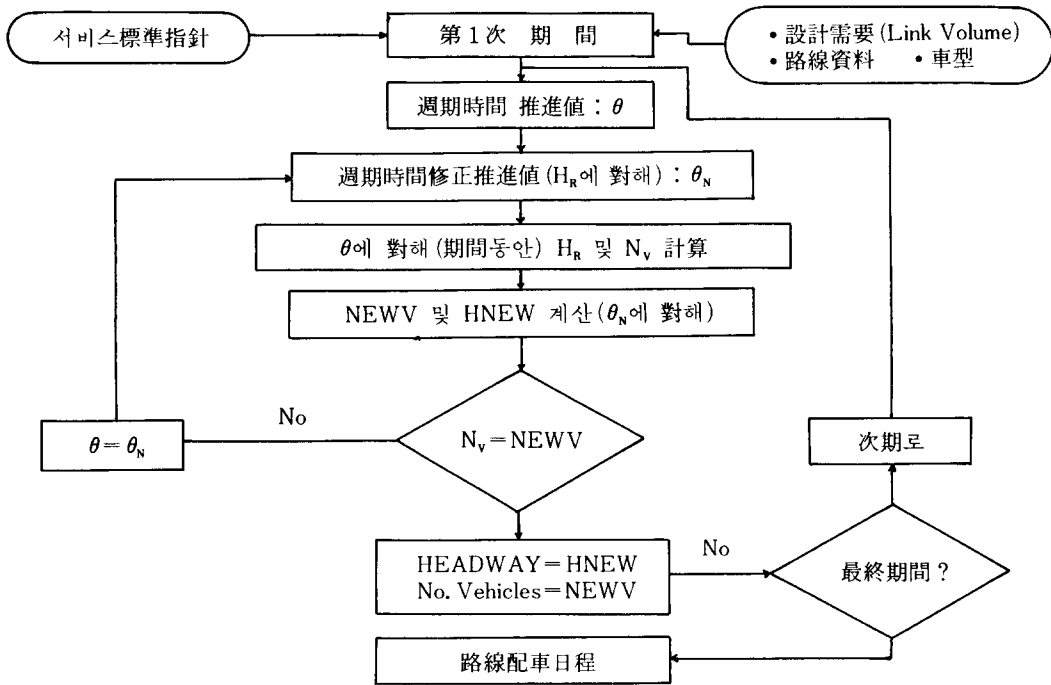 서비스標準指針
第1次 期 間
• 設計需要(Link Volume)
• 路線資料 • 車型
週期時間 推進値 : θ
週期時間修正推進値(H_R에 對해) : θ_N
θ에 對해(期間동안) H_R 및 N_V 計算
NEWV 및 HNEW 계산(θ_N에 對해)
No
θ=θ_N
N_V=NEWV
次期로
HEADWAY=HNEW
No. Vehicles=NEWV
No
最終期間?
路線配車日程